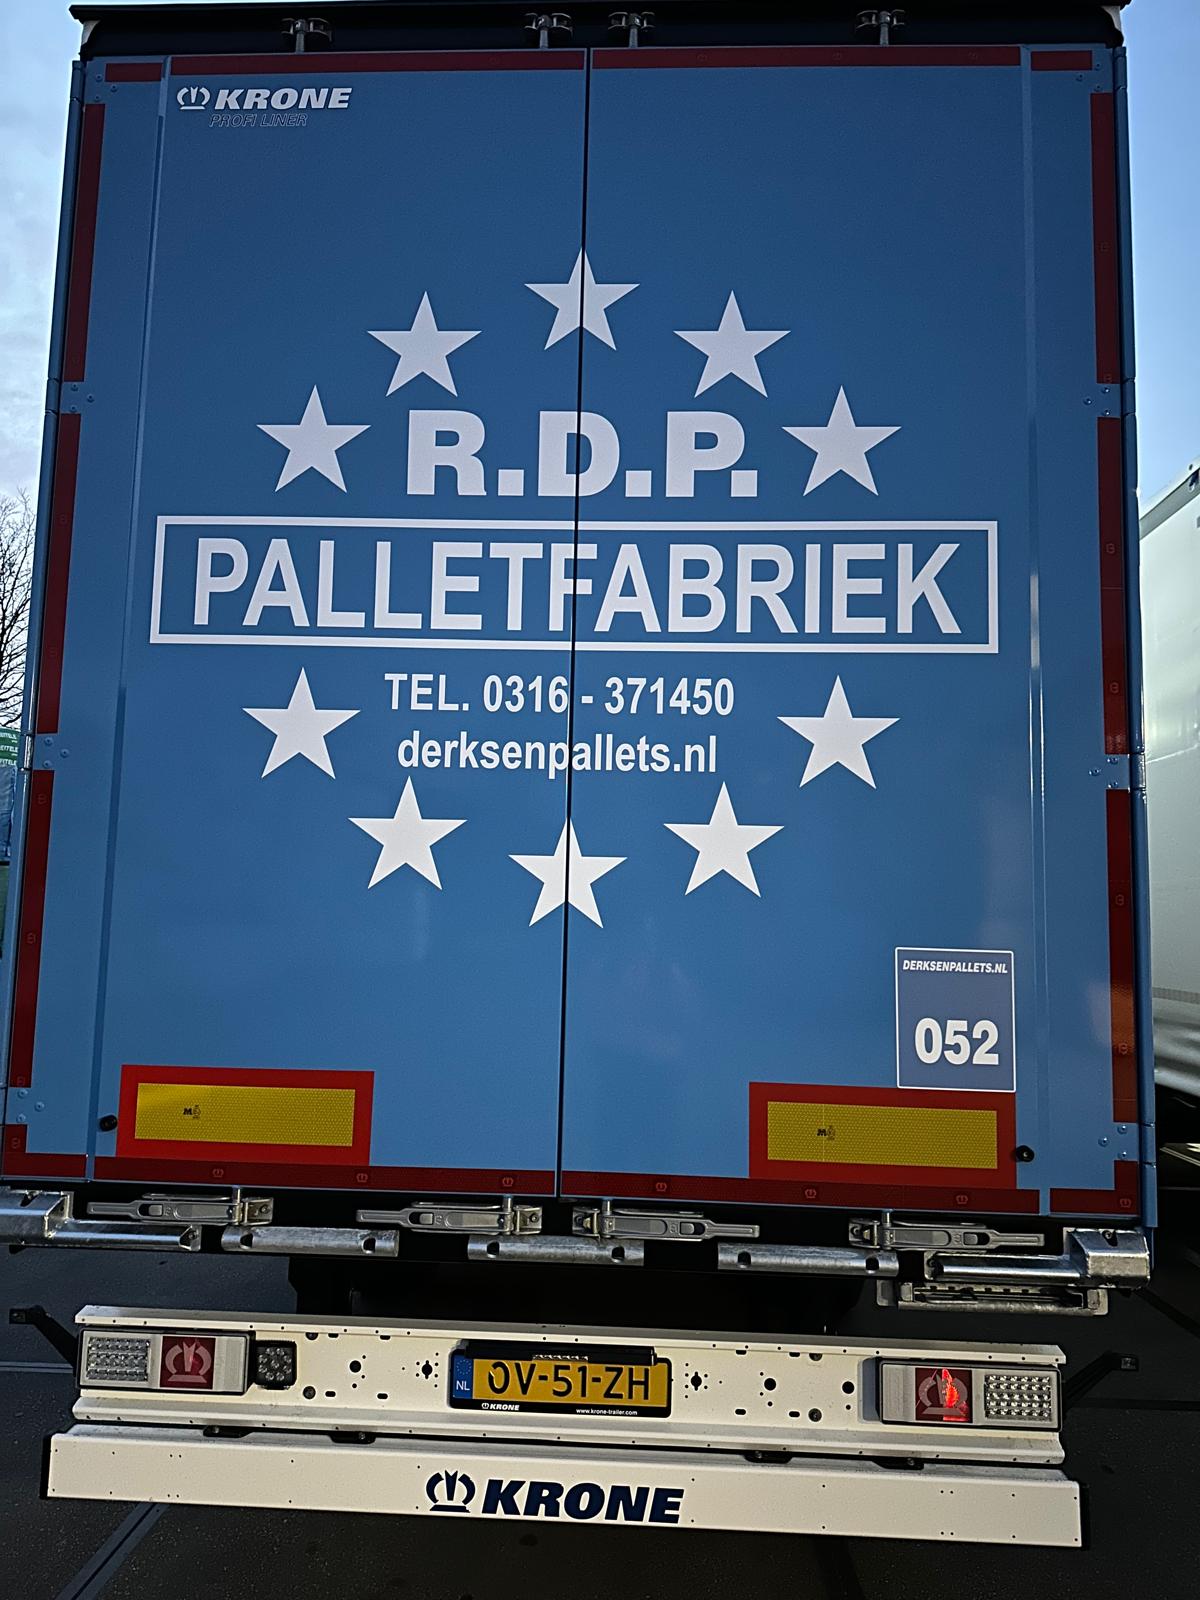 KRONE
PROFI LINER
R.D.P.
PALLETFABRIEK
TEL. 0316 - 371450
derksenpallets.nl
DERKSENPALLETS.NL
052
NL
OV-51-ZH
KRONE
www.krone-trailer.com
KRONE